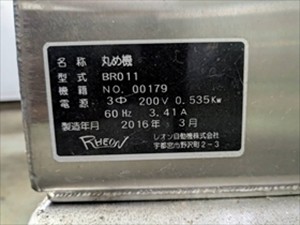 名称 丸め機
型式 BR011
機籍 NO. 00179
電源 3Φ 200V 0.535Kw
60Hz 3.41A
製造年月 2016年 3月
RHEON レオン自動機株式会社
宇都宮市野沢町2-3